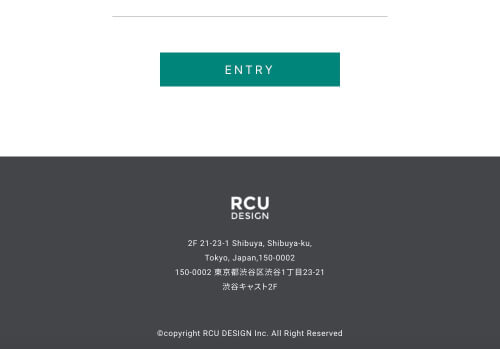 ENTRY
RCU
DESIGN
2F 21-23-1 Shibuya, Shibuya-ku,
Tokyo, Japan,150-0002
150-0002 東京都渋谷区渋谷1丁目23-21
渋谷キャスト2F
©copyright RCU DESIGN Inc. All Right Reserved